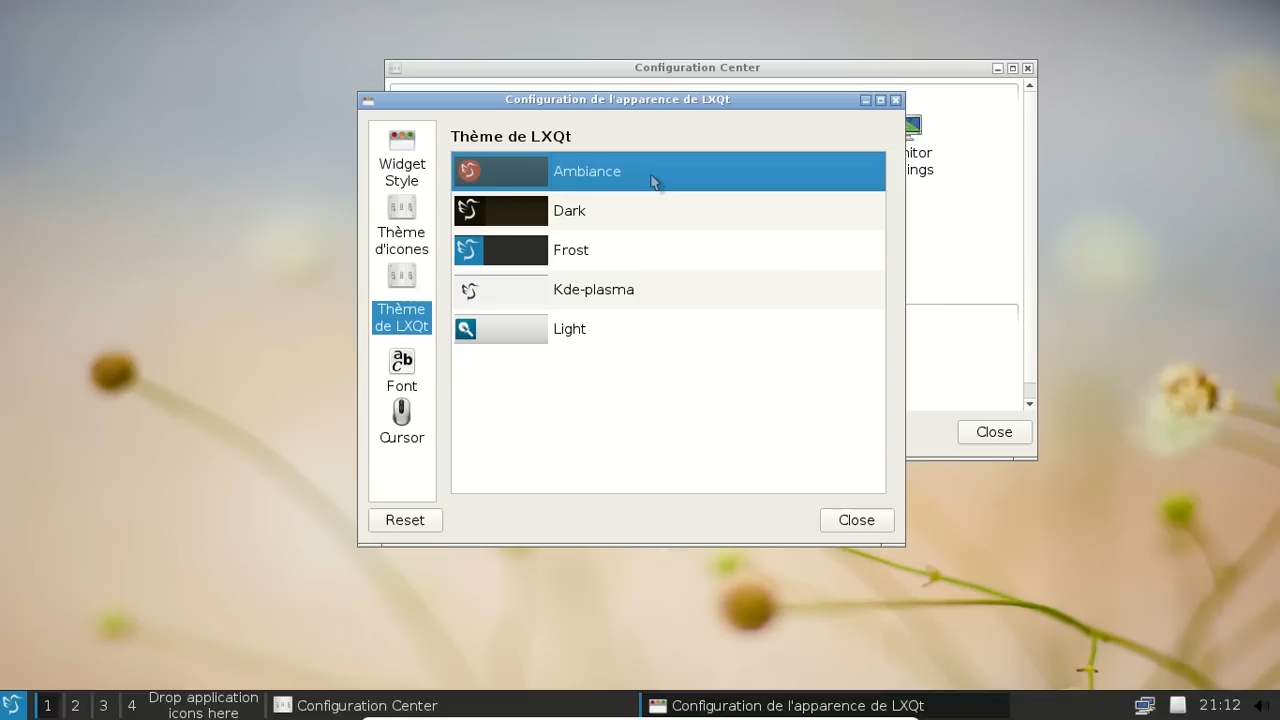 Configuration Center
Configuration de l'apparence de LXQt
Widget
Style
Thème
d'icones
Thème
de LXQt
Font
Cursor
Thème de LXQt
Ambiance
Dark
Frost
Kde-plasma
Light
Reset
Close
Close
1
2
3
4
Drop application
icons here
Configuration Center
Configuration de l'apparence de LXQt
21:12